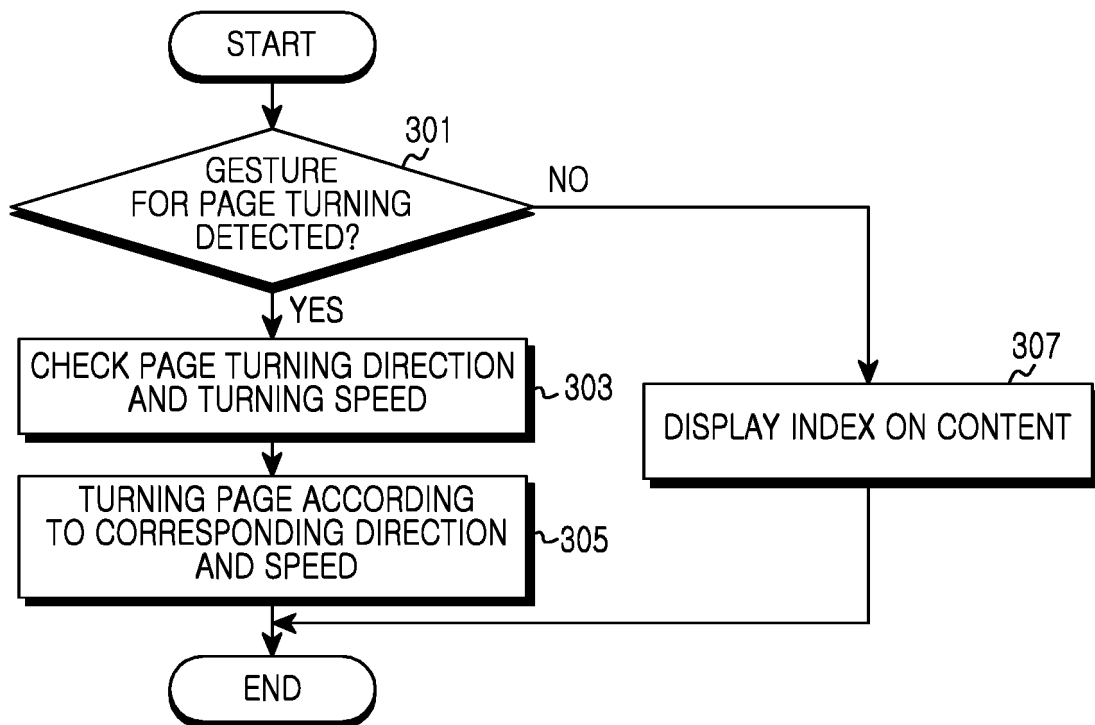 START
301
GESTURE
FOR PAGE TURNING
DETECTED?
NO
YES
CHECK PAGE TURNING DIRECTION
AND TURNING SPEED
303
307
DISPLAY INDEX ON CONTENT
TURNING PAGE ACCORDING
TO CORRESPONDING DIRECTION
AND SPEED
305
END